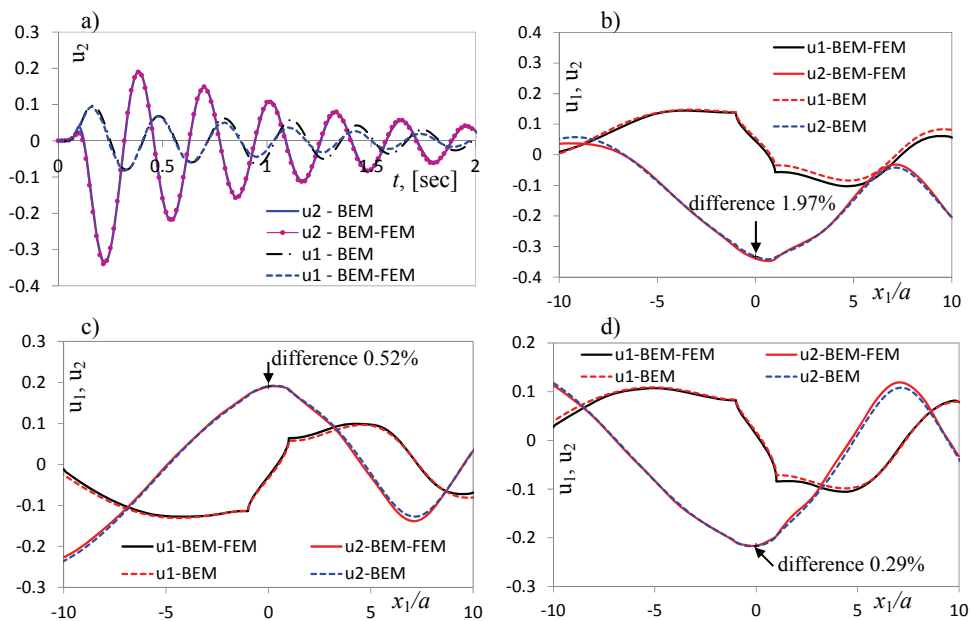 a)
0.3
0.2
0.1
0
-0.1
-0.2
-0.3
-0.4
u2
0
0.5
1
1.5
2
t, [sec]
u2 - BEM
u2 - BEM-FEM
u1 - BEM
u1 - BEM-FEM
b)
0.4
0.3
0.2
0.1
0
-0.1
-0.2
-0.3
-0.4
u1, u2
u1-BEM-FEM
u2-BEM-FEM
u1-BEM
u2-BEM
difference 1.97%
-10
-5
0
5
10
x1/a
c)
0.3
0.2
0.1
0
-0.1
-0.2
-0.3
u1, u2
difference 0.52%
u1-BEM-FEM
u2-BEM-FEM
u1-BEM
u2-BEM
-10
-5
0
5
10
x1/a
d)
0.2
0.1
0
-0.1
-0.2
-0.3
u1, u2
u1-BEM-FEM
u2-BEM-FEM
u1-BEM
u2-BEM
difference 0.29%
-10
-5
0
5
10
x1/a